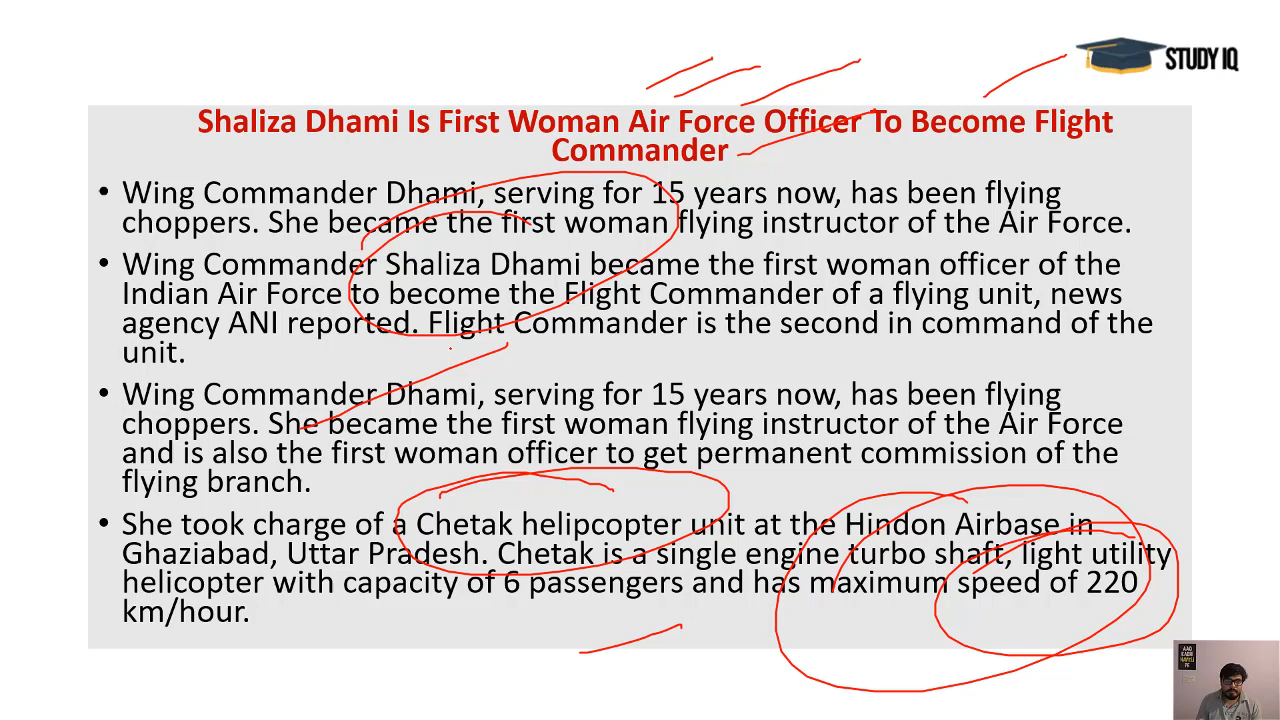 STUDY IQ
Shaliza Dhami Is First Woman Air Force Officer To Become Flight
Commander
• Wing Commander Dhami, serving for 15 years now, has been flying
choppers. She became the first woman flying instructor of the Air Force.
• Wing Commander Shaliza Dhami became the first woman officer of the
Indian Air Force to become the Flight Commander of a flying unit, news
agency ANI reported. Flight Commander is the second in command of the
unit.
• Wing Commander Dhami, serving for 15 years now, has been flying
choppers. She became the first woman flying instructor of the Air Force
and is also the first woman officer to get permanent commission of the
flying branch.
• She took charge of a Chetak helipcopter unit at the Hindon Airbase in
Ghaziabad, Uttar Pradesh. Chetak is a single engine turbo shaft, light utility
helicopter with capacity of 6 passengers and has maximum speed of 220
km/hour.